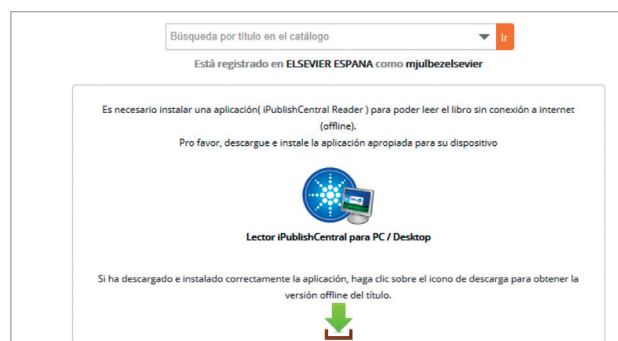 Búsqueda por título en el catálogo
Ir
Está registrado en ELSEVIER ESPANA como mjulbezelsevier
Es necesario instalar una aplicación( iPublishCentral Reader ) para poder leer el libro sin conexión a internet
(offline).
Pro favor, descargue e instale la aplicación apropiada para su dispositivo
Lector iPublishCentral para PC / Desktop
Si ha descargado e instalado correctamente la aplicación, haga clic sobre el icono de descarga para obtener la
versión offline del título.